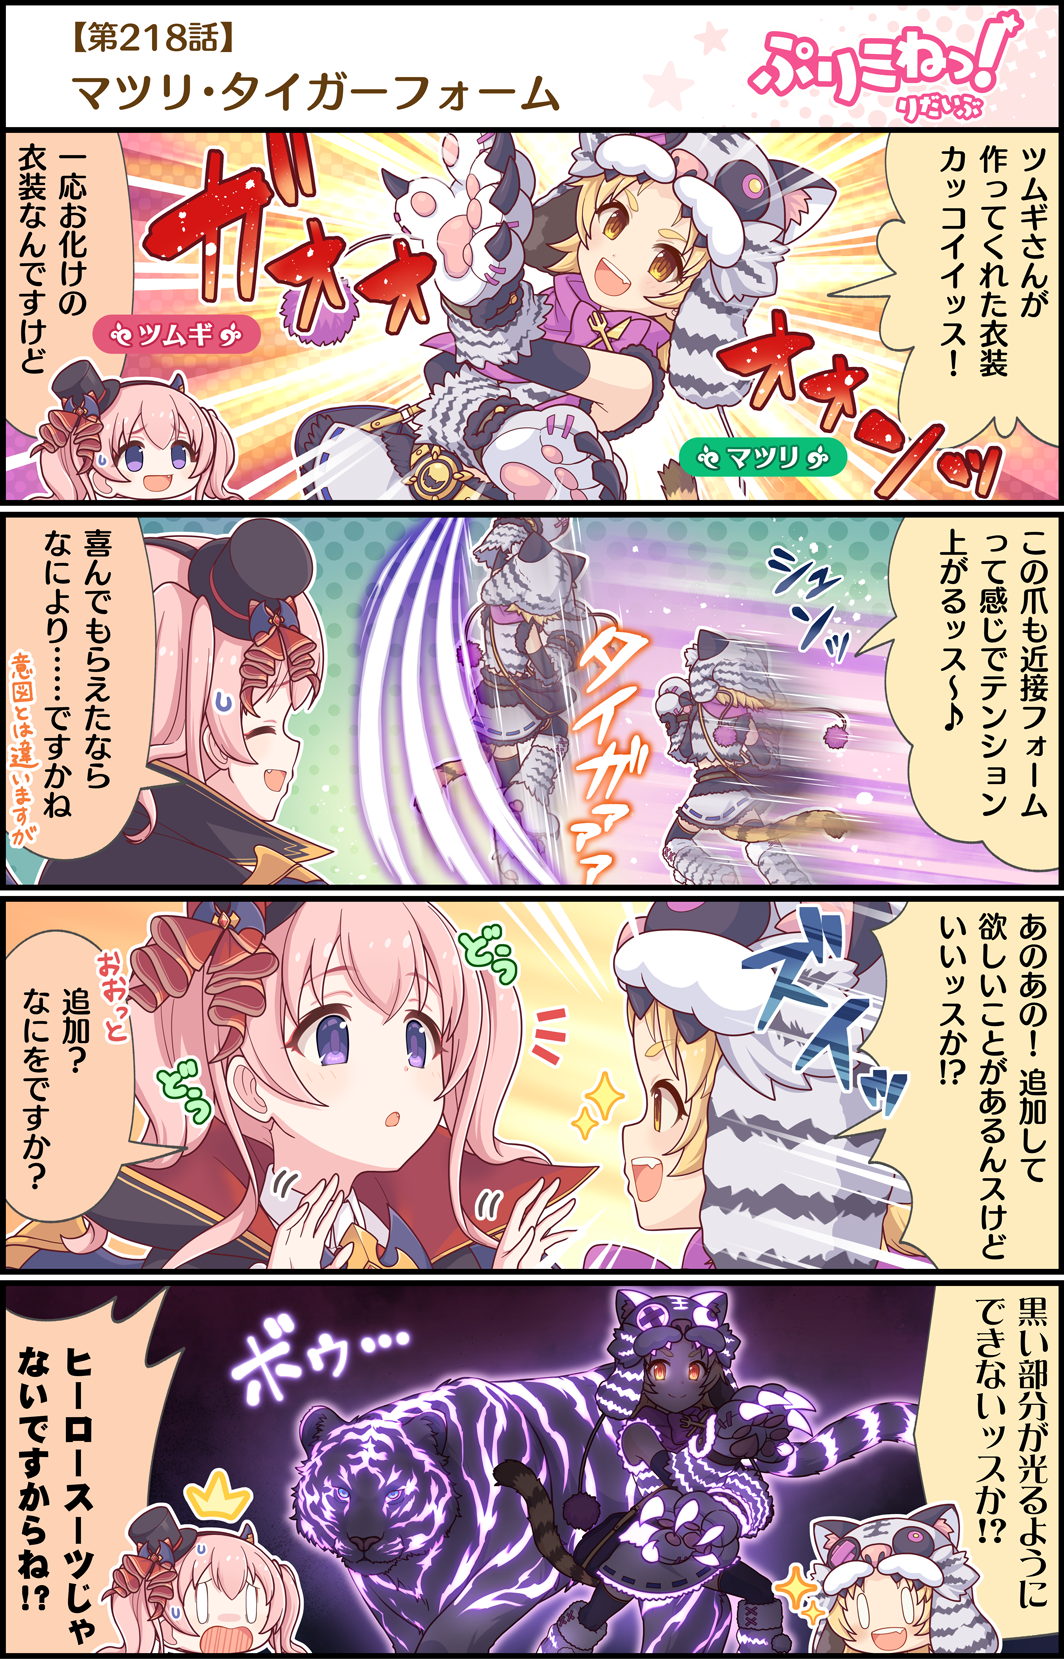 【第218話】
マツリ・タイガーフォーム
ぷりこねっ!
りだいぶ
ツムギさんが
作ってくれた衣装
カッコイイッス!
ガオオ
オオンッ
マツリ
一応お化けの
衣装なんですけど
ツムギ
この爪も近接フォーム
って感じでテンション
上がるッス〜♪
シュンッ
タイガァァァ
喜んでもらえたなら
なにより……ですかね
意図とは違いますが
あのあの! 追加して
欲しいことがあるんスけど
いいッスか!?
ズズイッ
どうっ
どうっ
おおっと
追加?
なにをですか?
黒い部分が光るように
できないッスか!?
ボゥ…
ヒーロースーツじゃ
ないですからね!?